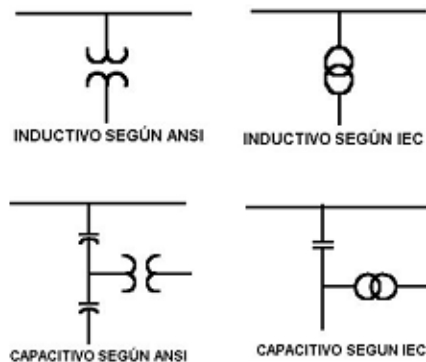 INDUCTIVO SEGÚN ANSI
INDUCTIVO SEGÚN IEC
CAPACITIVO SEGÚN ANSI
CAPACITIVO SEGUN IEC